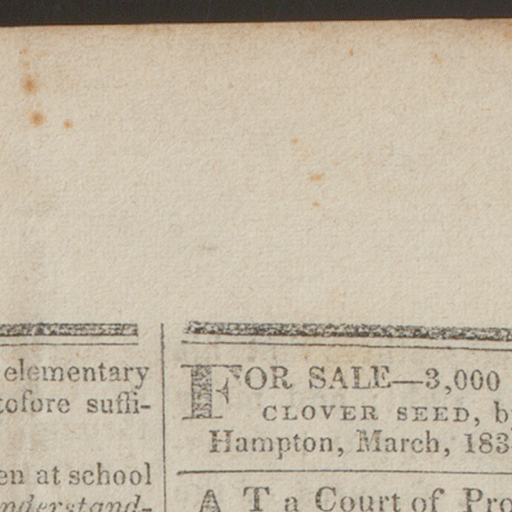 elementary
tofore suffi-
en at school
nderstand-
FOR SALE—3,000
CLOVER SEED, b
Hampton, March, 183
AT a Court of Pro